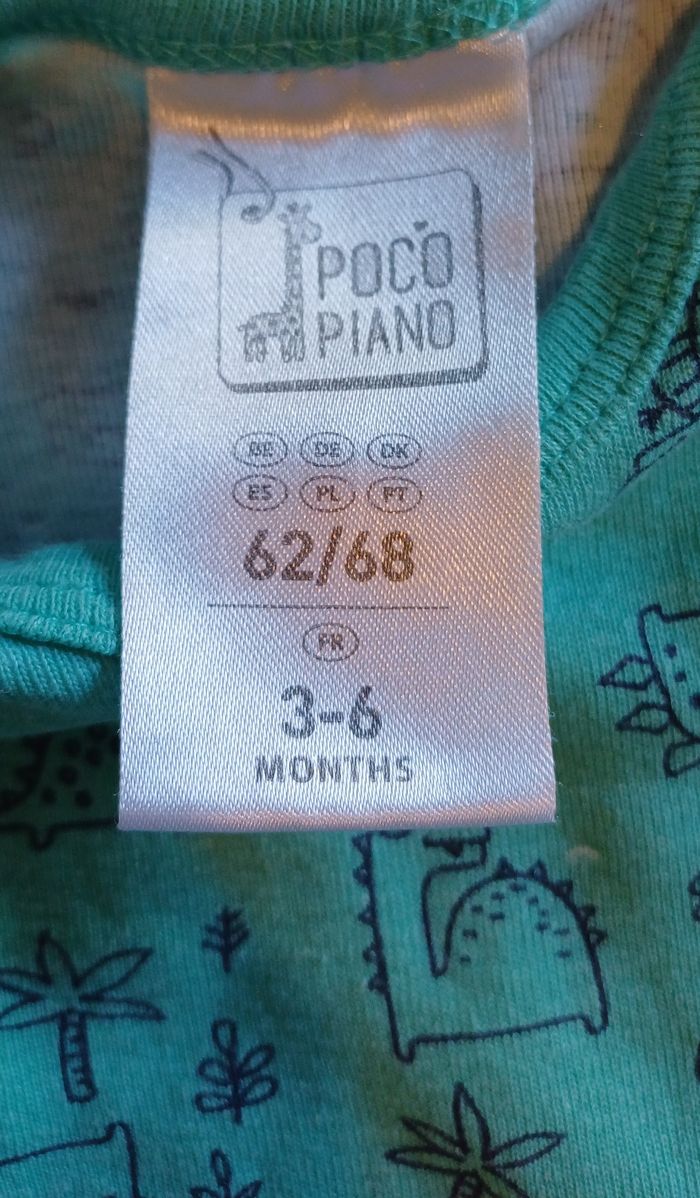 POCO
PIANO
BE DE DK
ES PL PT
62/68
FR
3-6
MONTHS